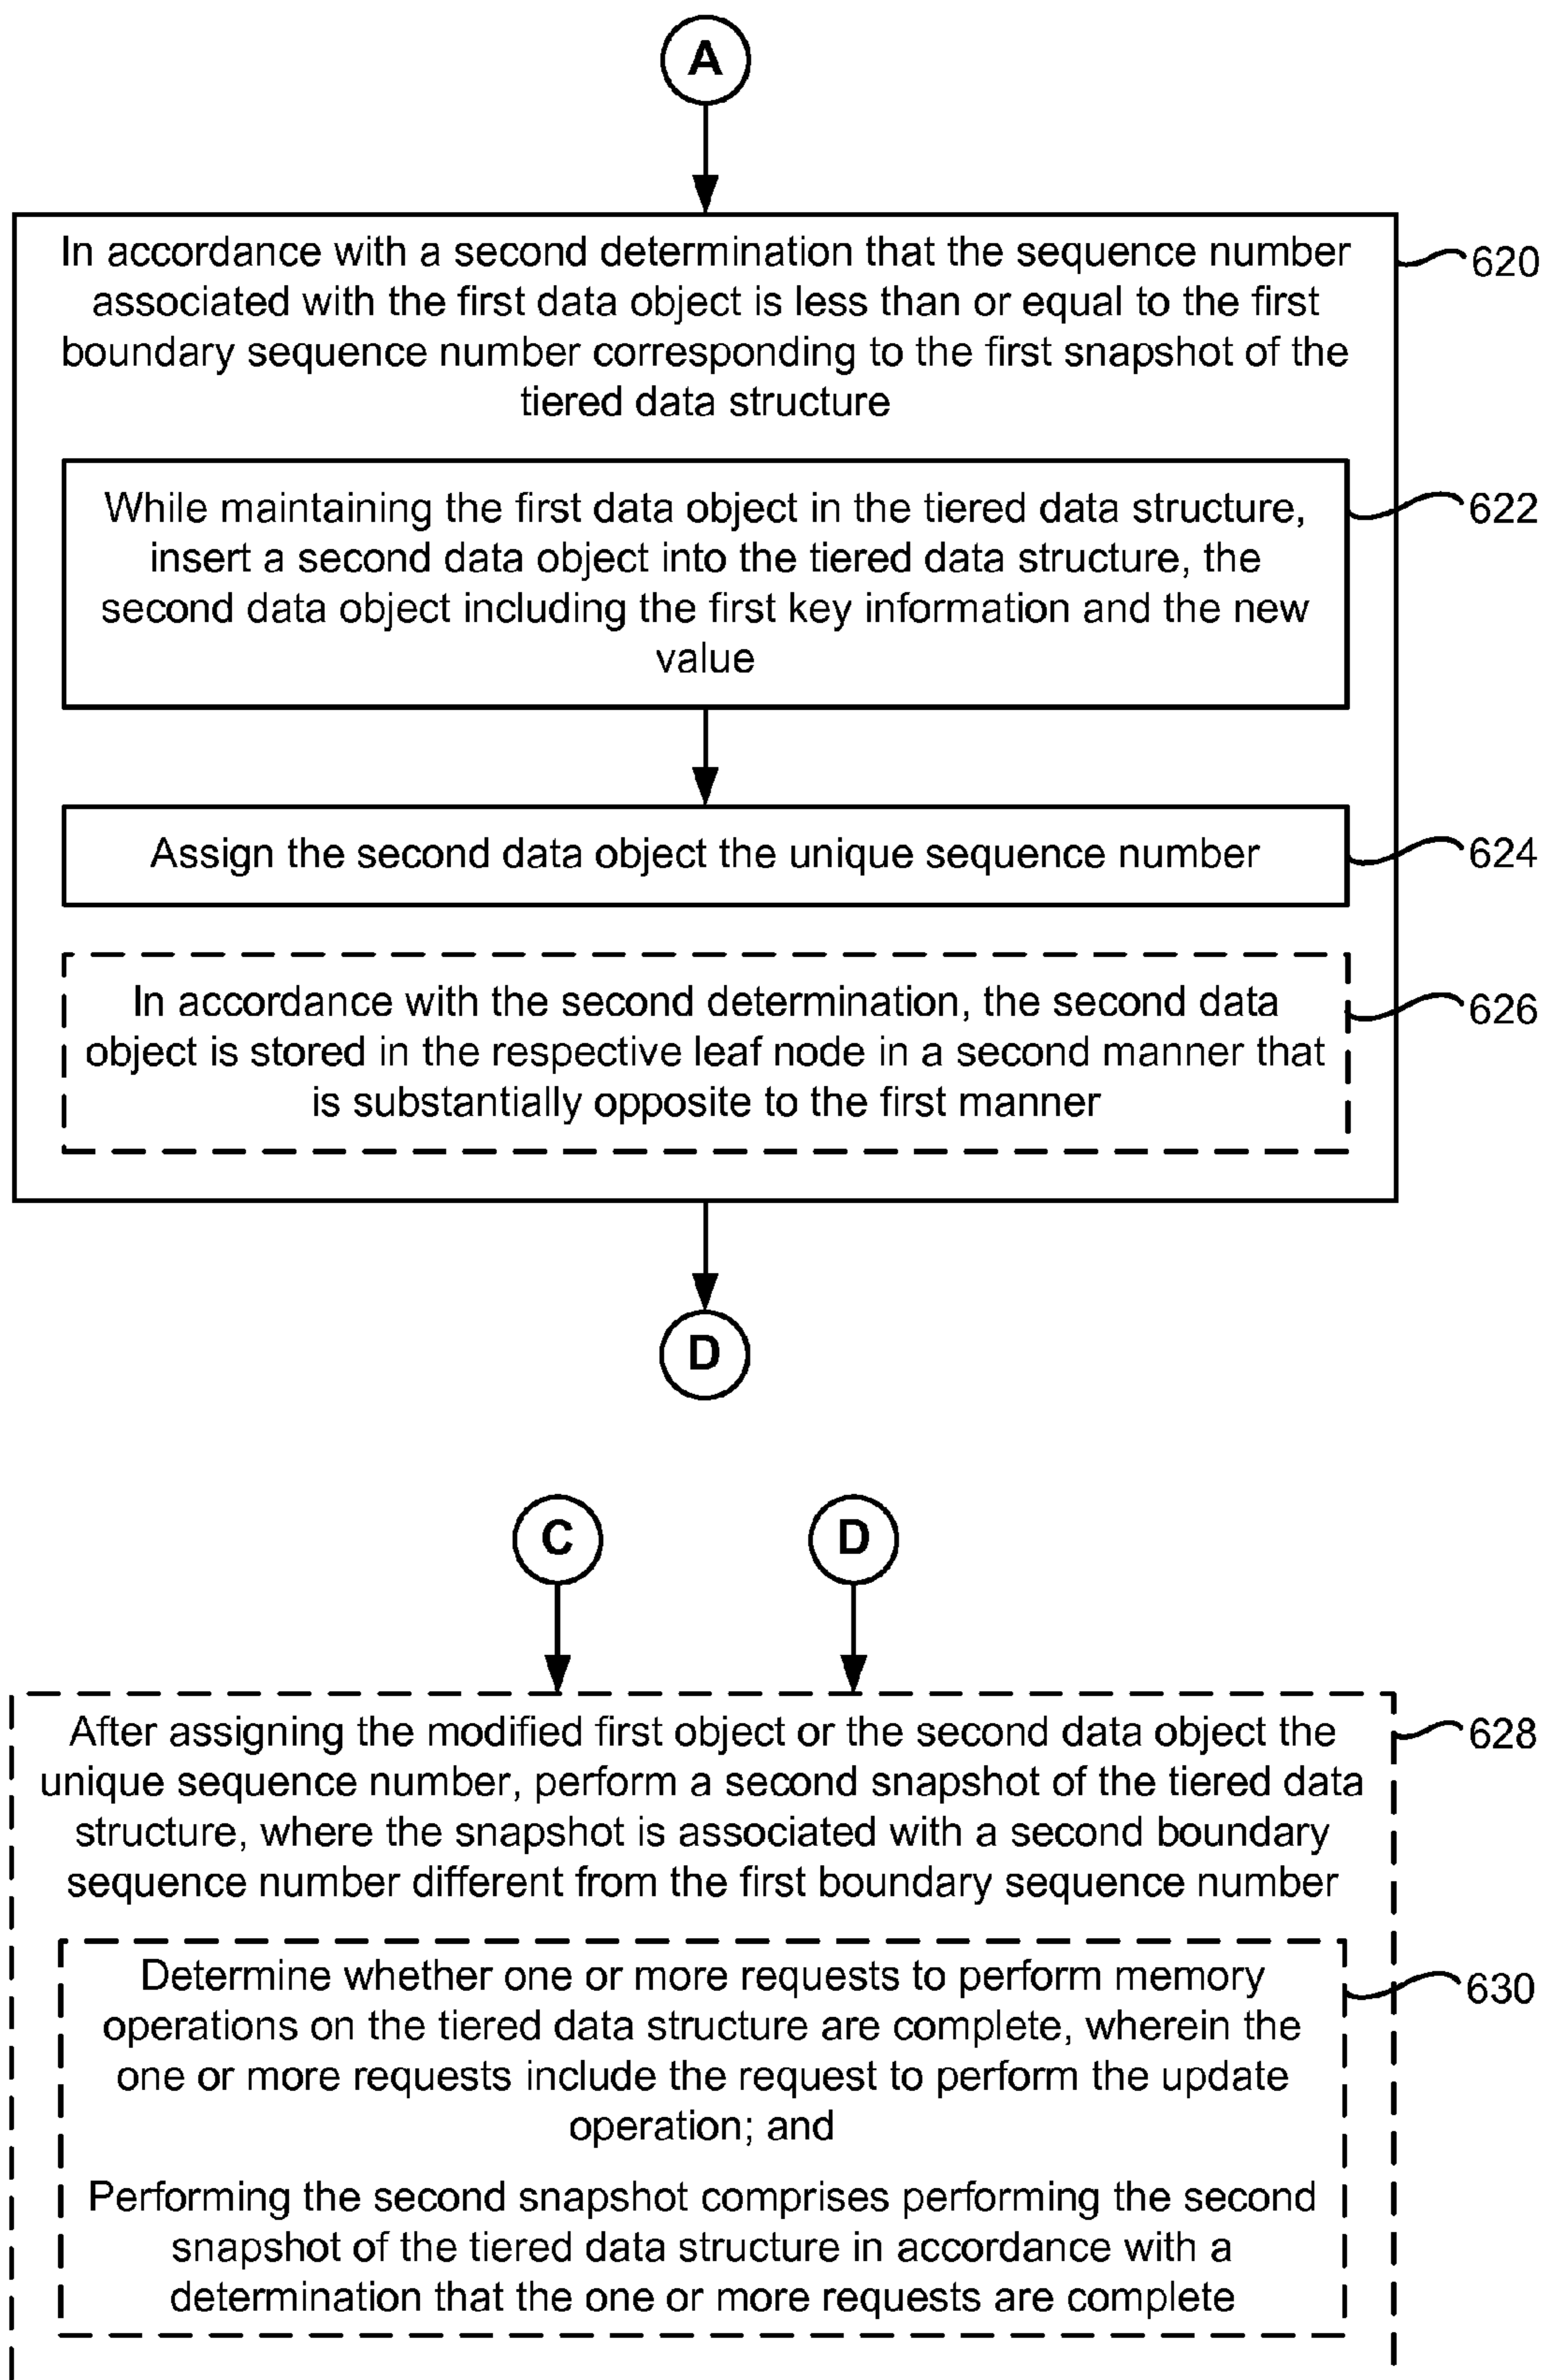 A
In accordance with a second determination that the sequence number
associated with the first data object is less than or equal to the first
boundary sequence number corresponding to the first snapshot of the
tiered data structure
620
While maintaining the first data object in the tiered data structure,
insert a second data object into the tiered data structure, the
second data object including the first key information and the new
value
622
Assign the second data object the unique sequence number
624
In accordance with the second determination, the second data
object is stored in the respective leaf node in a second manner that
is substantially opposite to the first manner
626
D
C
D
After assigning the modified first object or the second data object the
unique sequence number, perform a second snapshot of the tiered data
structure, where the snapshot is associated with a second boundary
sequence number different from the first boundary sequence number
628
Determine whether one or more requests to perform memory
operations on the tiered data structure are complete, wherein the
one or more requests include the request to perform the update
operation; and
630
Performing the second snapshot comprises performing the second
snapshot of the tiered data structure in accordance with a
determination that the one or more requests are complete